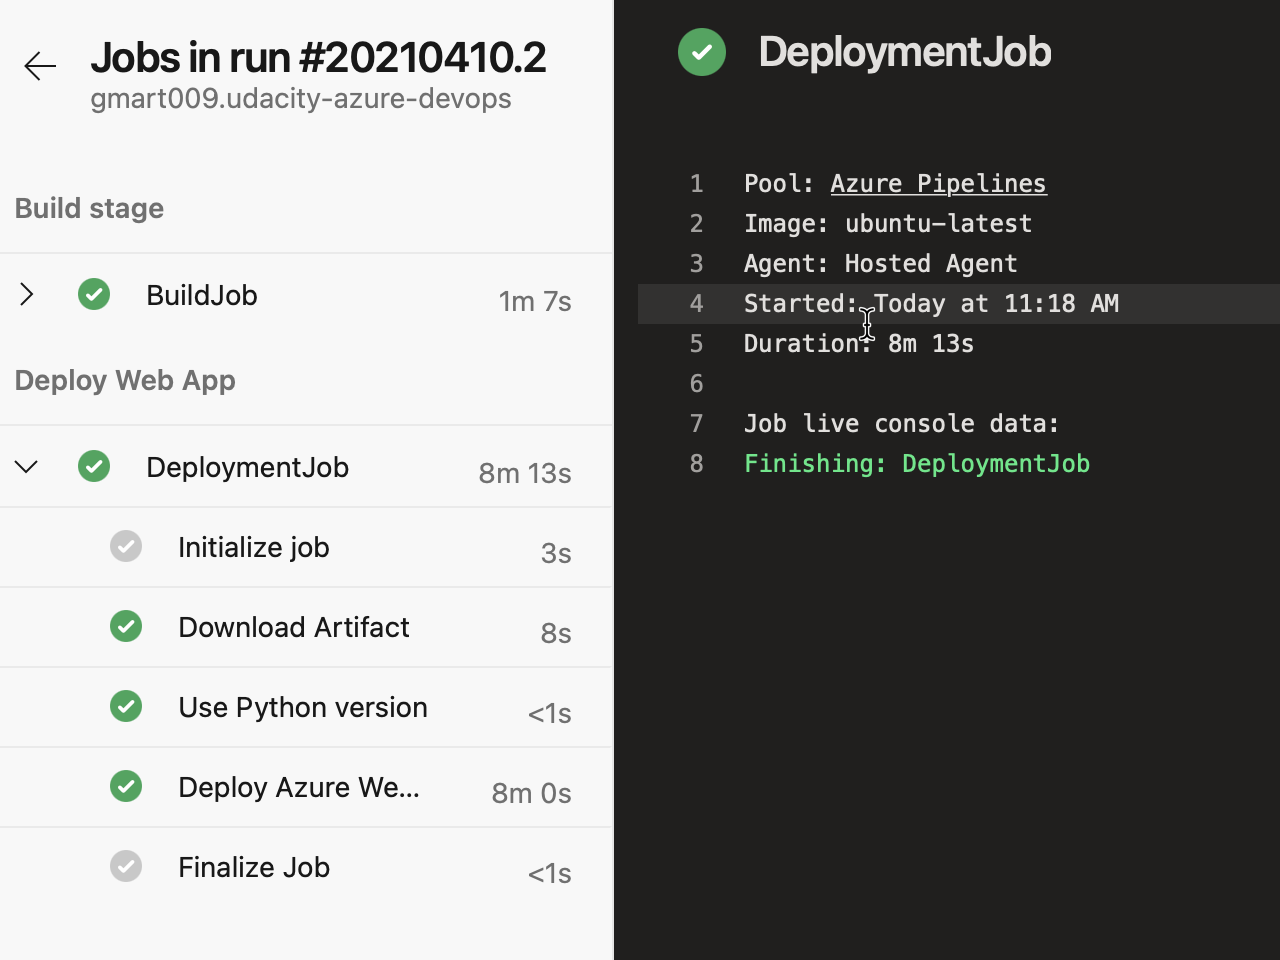 Jobs in run #20210410.2
gmart009.udacity-azure-devops
Build stage
BuildJob 1m 7s
Deploy Web App
DeploymentJob 8m 13s
Initialize job 3s
Download Artifact 8s
Use Python version <1s
Deploy Azure We... 8m 0s
Finalize Job <1s
DeploymentJob
1 Pool: Azure Pipelines
2 Image: ubuntu-latest
3 Agent: Hosted Agent
4 Started: Today at 11:18 AM
5 Duration: 8m 13s
6
7 Job live console data:
8 Finishing: DeploymentJob